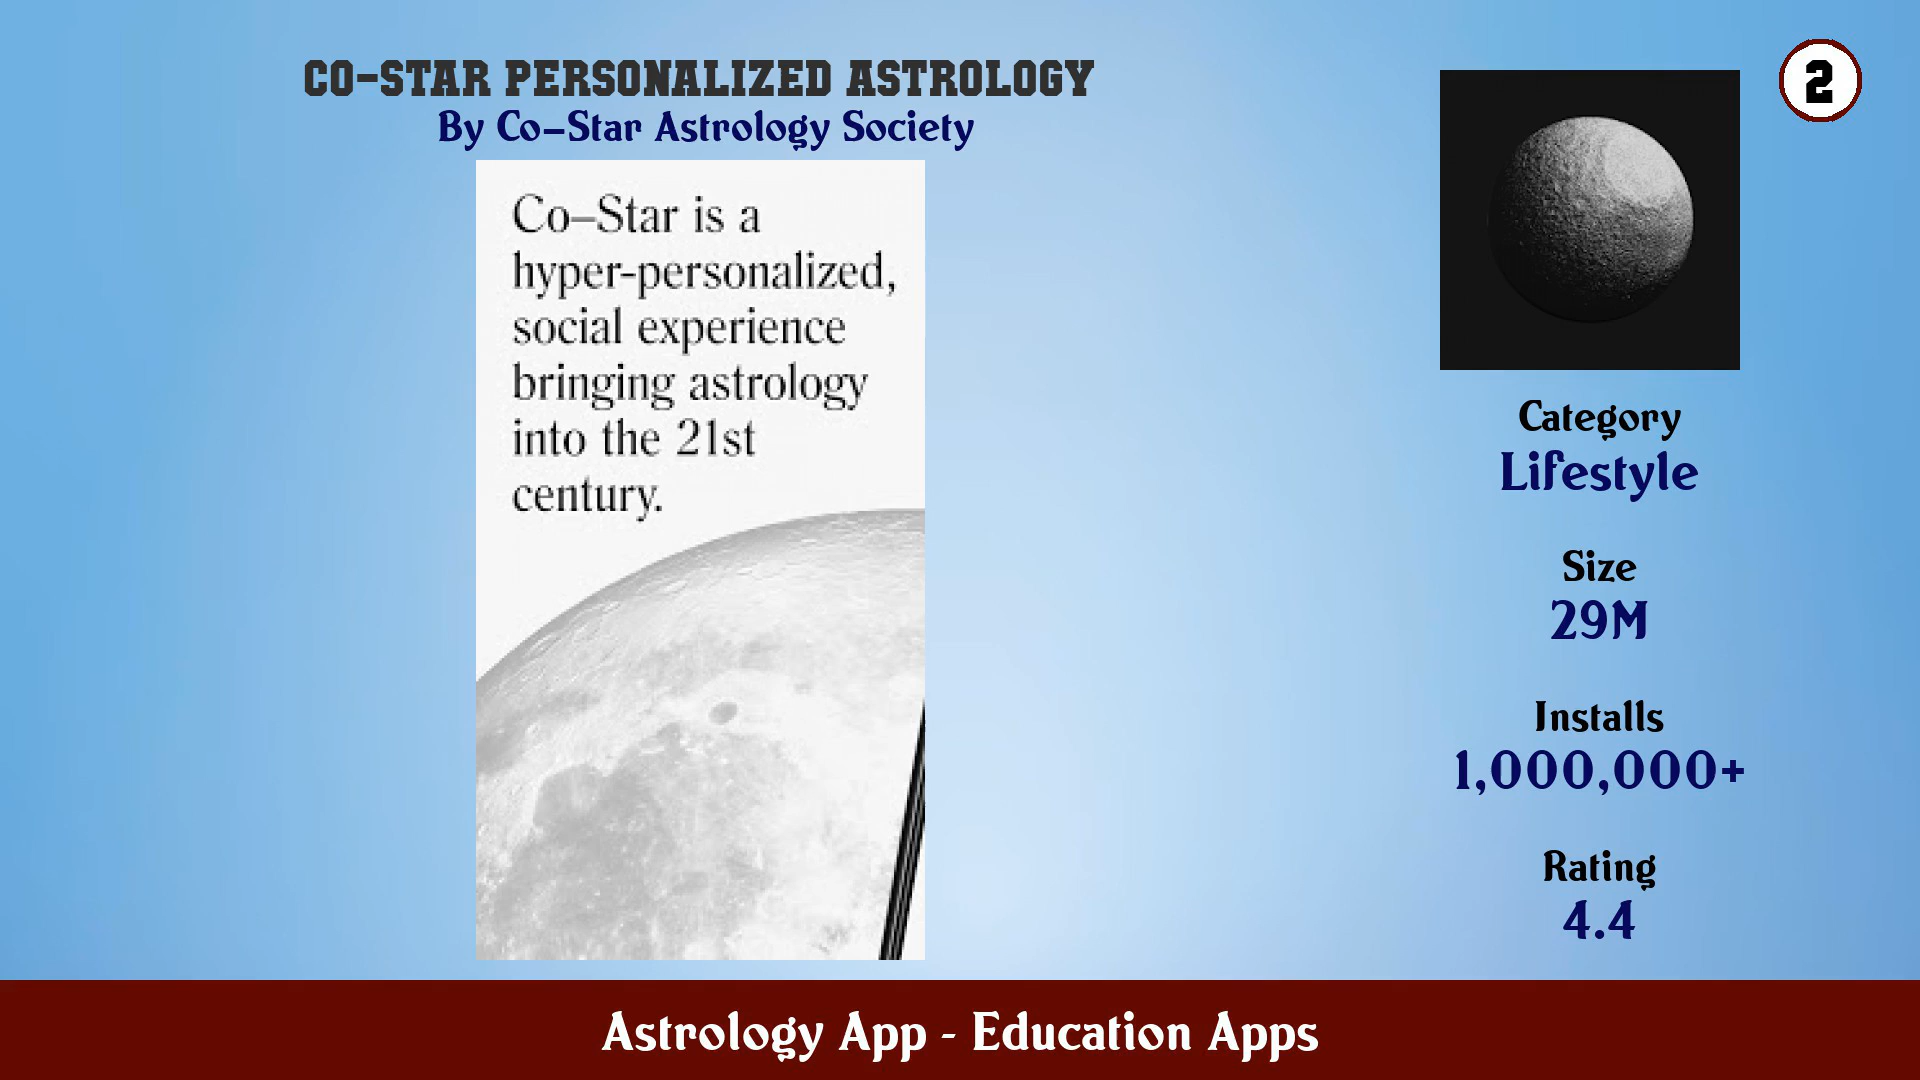 CO-STAR PERSONALIZED ASTROLOGY
By Co-Star Astrology Society
2
Co–Star is a
hyper-personalized,
social experience
bringing astrology
into the 21st
century.
Category
Lifestyle
Size
29M
Installs
1,000,000+
Rating
4.4
Astrology App - Education Apps